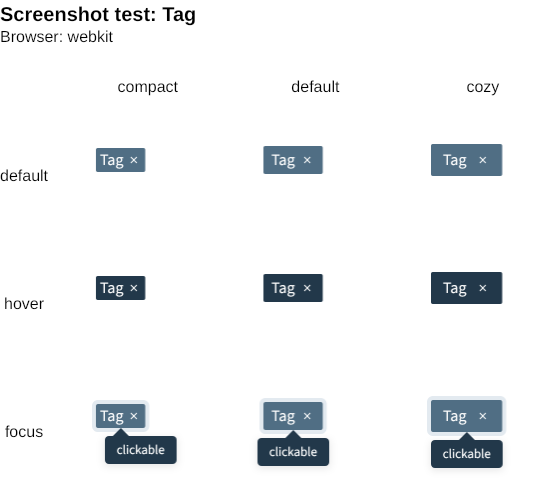 Screenshot test: Tag
Browser: webkit
compact default cozy
default Tag × Tag × Tag ×
hover Tag × Tag × Tag ×
focus Tag × Tag × Tag ×
clickable clickable clickable